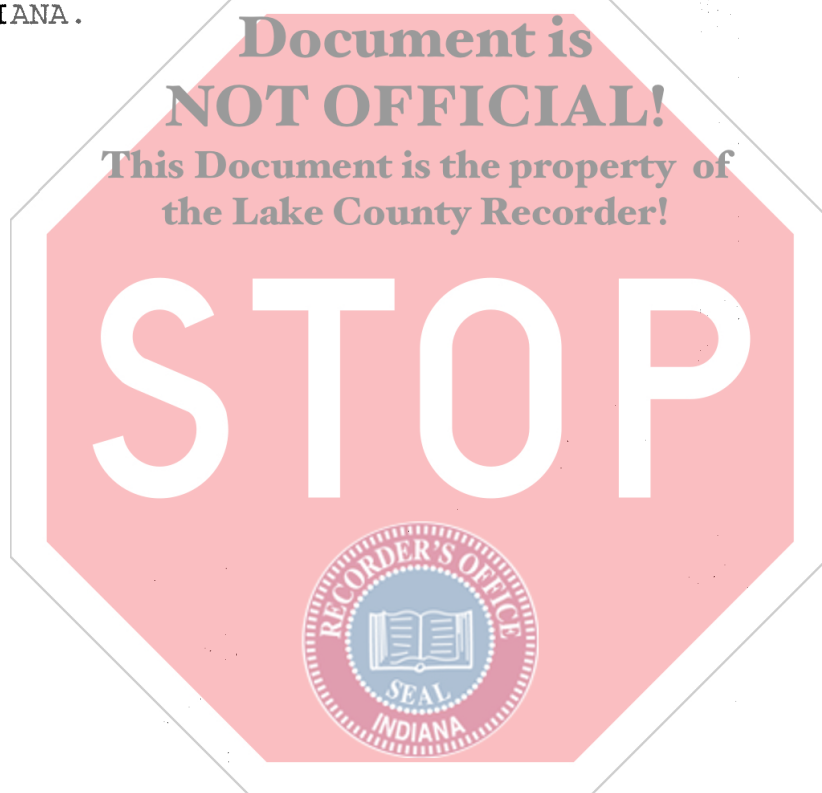 IANA.
Document is
NOT OFFICIAL!
This Document is the property of
the Lake County Recorder!
STOP
RECORDER'S OFFICE
SEAL
INDIANA